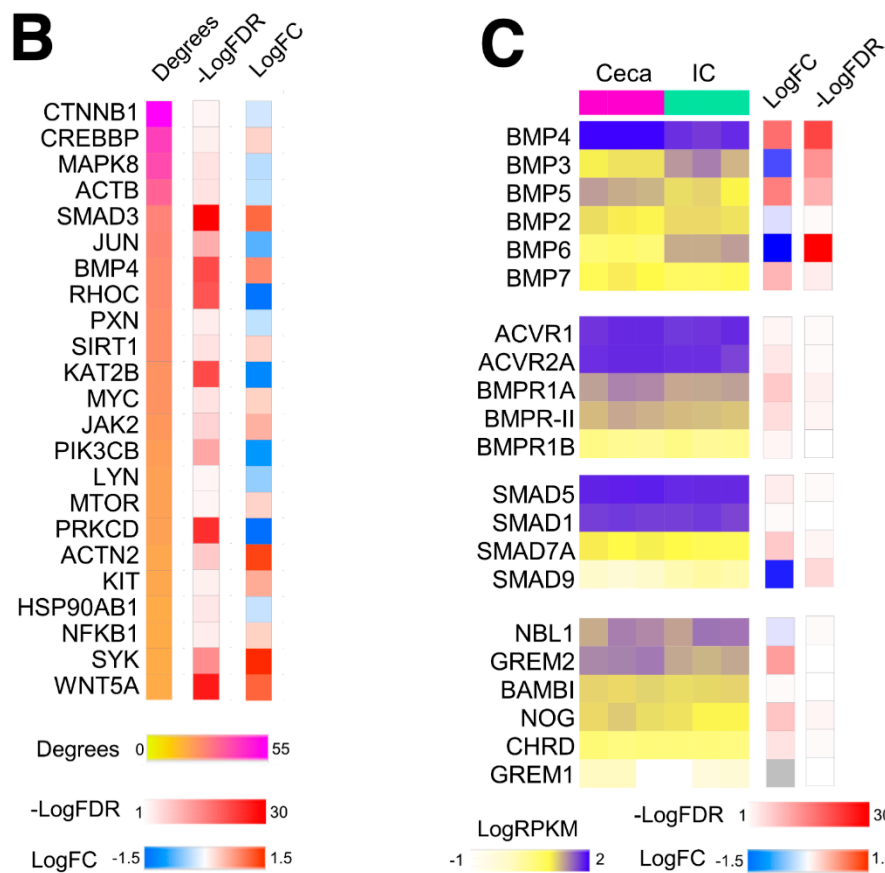 B
Degrees -LogFDR LogFC
CTNNB1
CREBBP
MAPK8
ACTB
SMAD3
JUN
BMP4
RHOC
PXN
SIRT1
KAT2B
MYC
JAK2
PIK3CB
LYN
MTOR
PRKCD
ACTN2
KIT
HSP90AB1
NFKB1
SYK
WNT5A
Degrees 0 55
-LogFDR 1 30
LogFC -1.5 1.5
C
Ceca IC LogFC -LogFDR
BMP4
BMP3
BMP5
BMP2
BMP6
BMP7
ACVR1
ACVR2A
BMPR1A
BMPR-II
BMPR1B
SMAD5
SMAD1
SMAD7A
SMAD9
NBL1
GREM2
BAMBI
NOG
CHRD
GREM1
LogRPKM
-1 2
-LogFDR 1 30
LogFC -1.5 1.